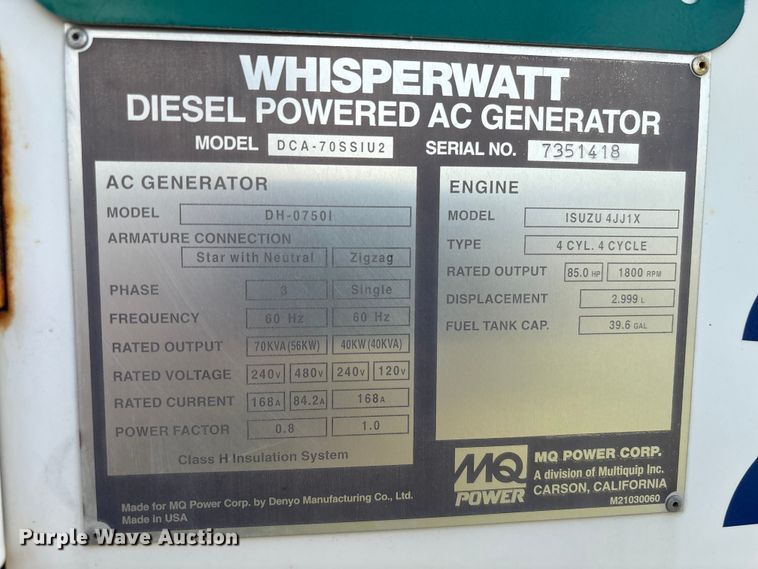 WHISPERWATT
DIESEL POWERED AC GENERATOR
MODEL DCA-70SSIU2 SERIAL NO. 7351418
AC GENERATOR
MODEL DH-0750I
ARMATURE CONNECTION
Star with Neutral Zigzag
PHASE 3 Single
FREQUENCY 60 Hz 60 Hz
RATED OUTPUT 70KVA(56KW) 40KW(40KVA)
RATED VOLTAGE 240V 480V 240V 120V
RATED CURRENT 168A 84.2A 168A
POWER FACTOR 0.8 1.0
Class H Insulation System
Made for MQ Power Corp. by Denyo Manufacturing Co., Ltd.
Made in USA
ENGINE
MODEL ISUZU 4JJ1X
TYPE 4 CYL. 4 CYCLE
RATED OUTPUT 85.0 HP 1800 RPM
DISPLACEMENT 2.999 L
FUEL TANK CAP. 39.6 GAL
MQ
POWER
MQ POWER CORP.
A division of Multiquip Inc.
CARSON, CALIFORNIA
M21030060
Purple Wave Auction